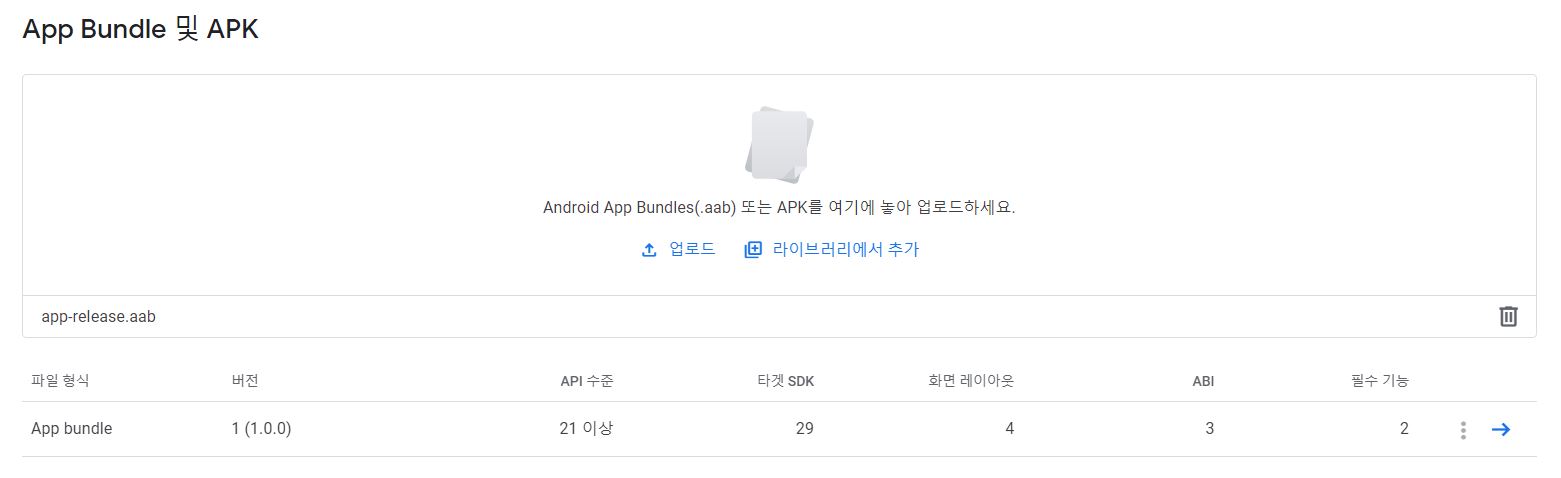 App Bundle 및 APK
Android App Bundles(.aab) 또는 APK를 여기에 놓아 업로드하세요.
업로드 라이브러리에서 추가
app-release.aab
파일 형식 버전 API 수준 타겟 SDK 화면 레이아웃 ABI 필수 기능
App bundle 1 (1.0.0) 21 이상 29 4 3 2